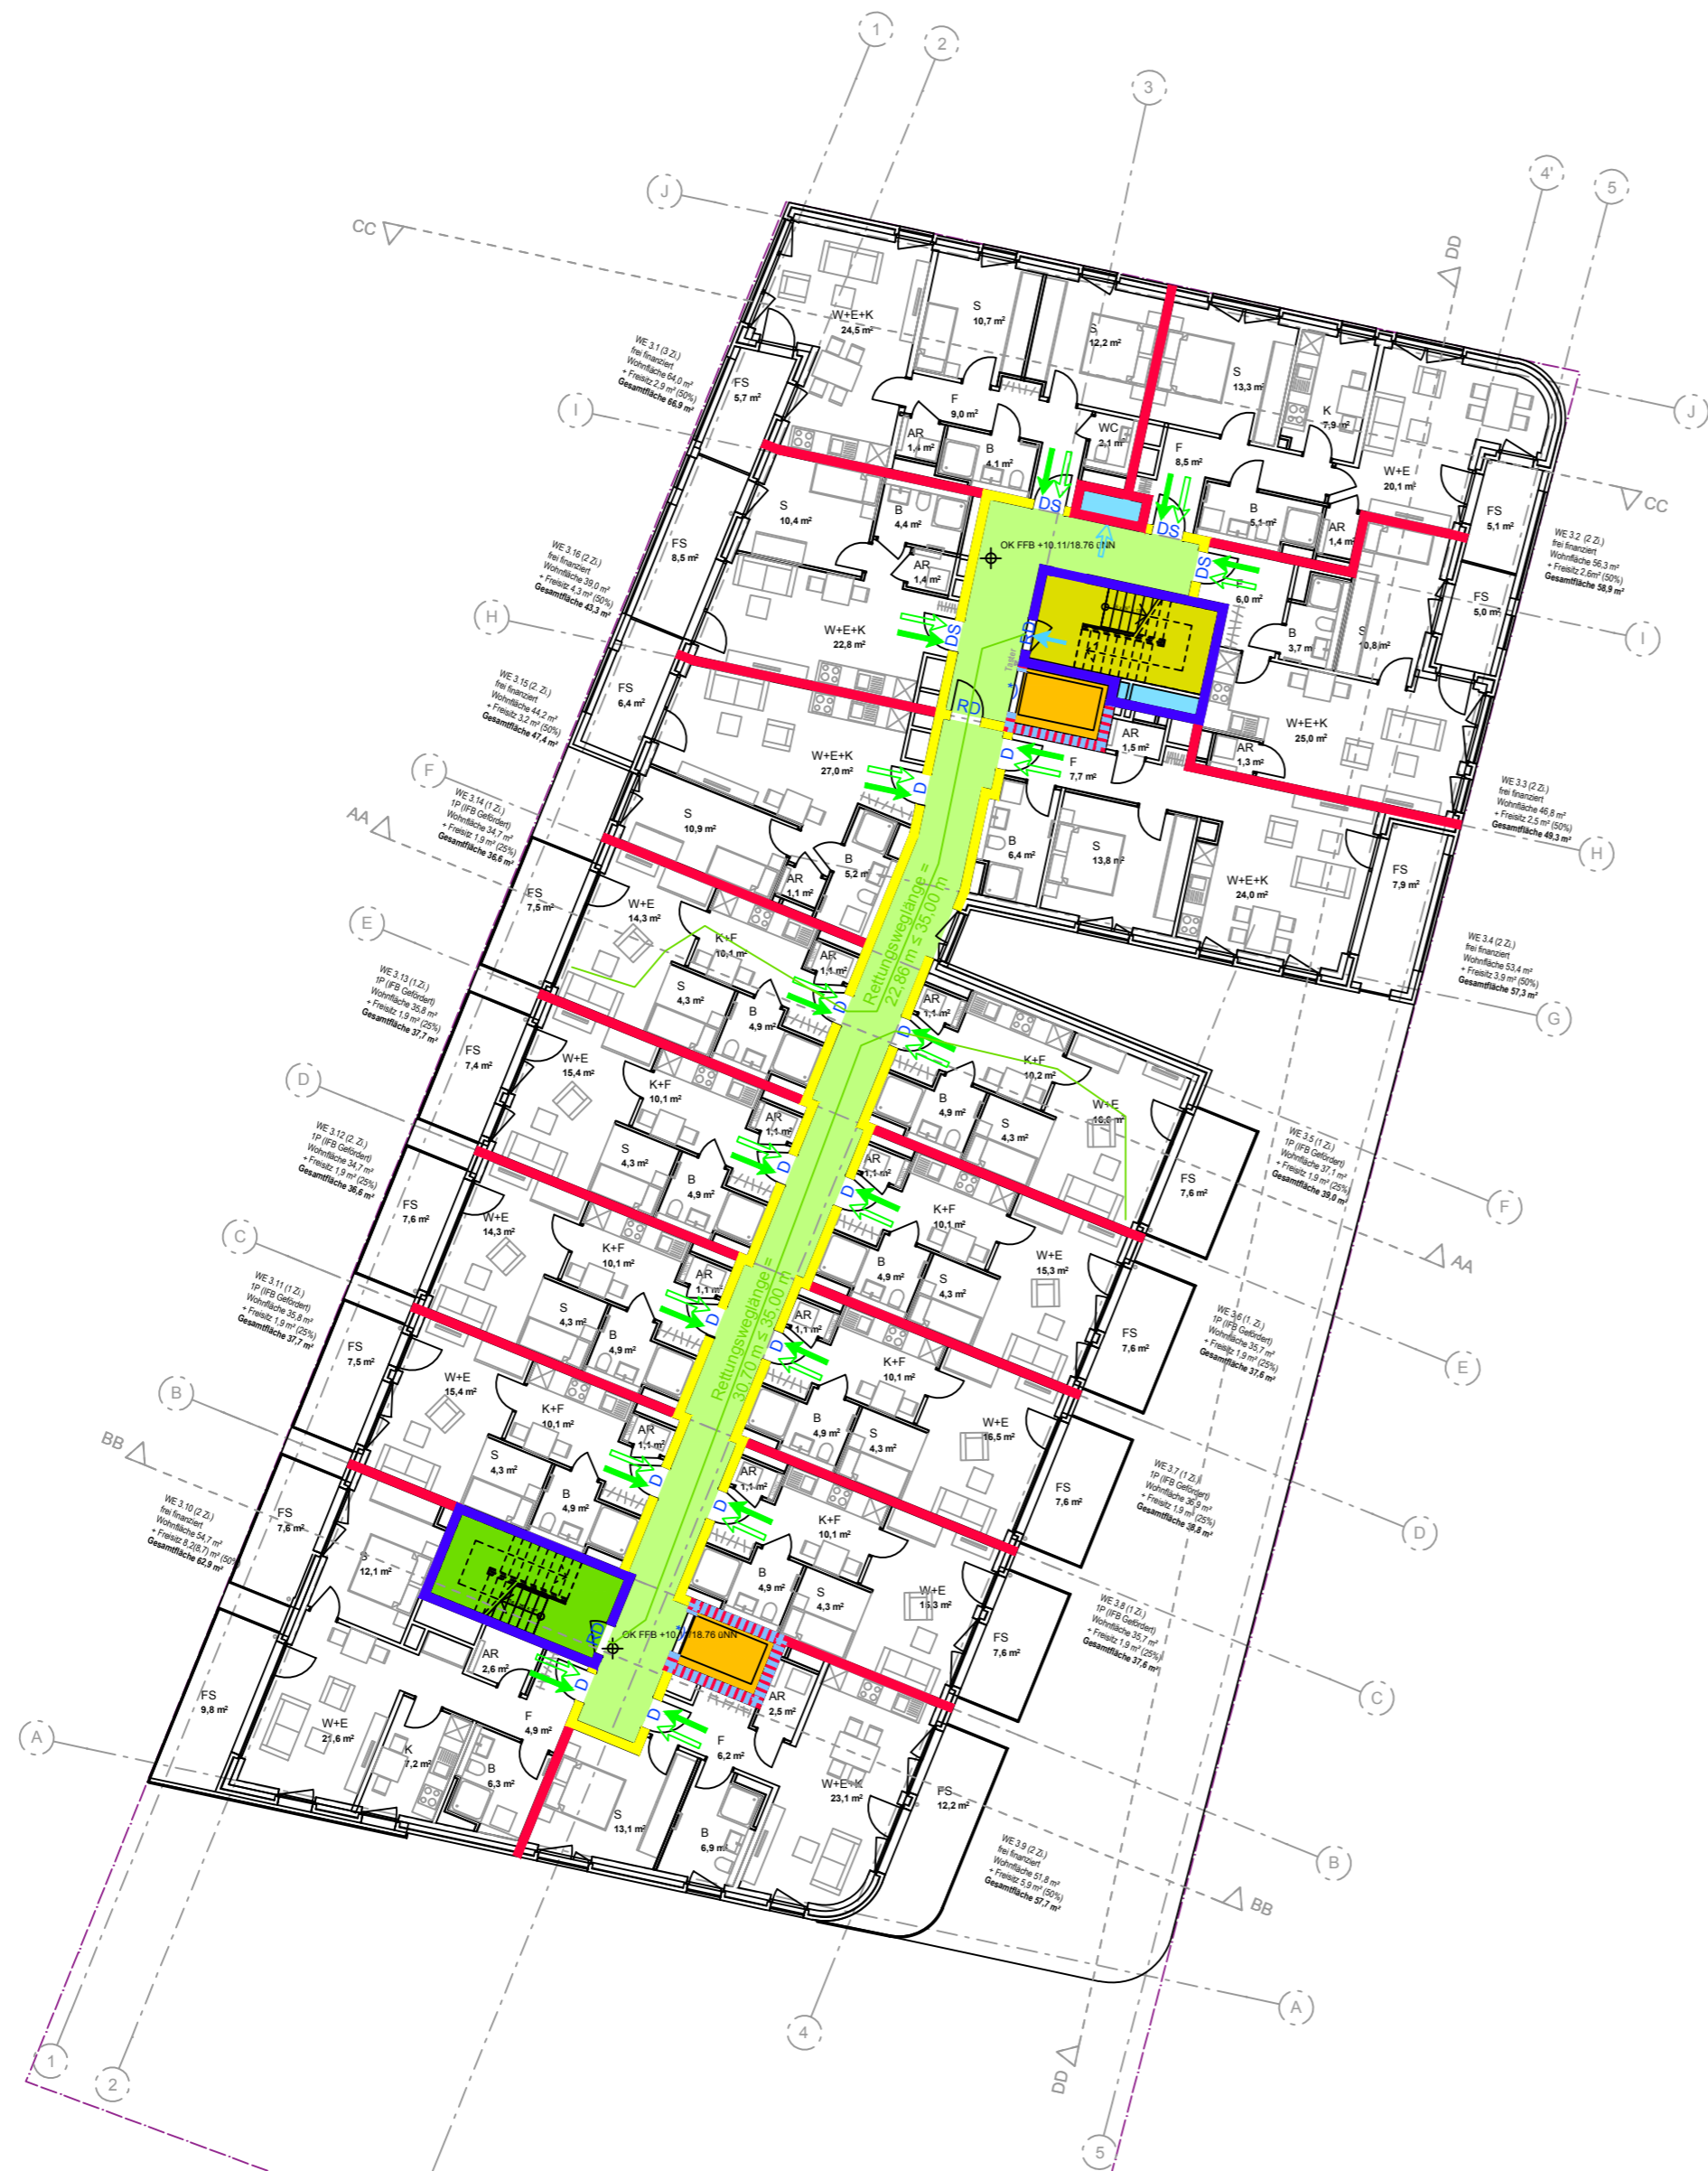 1
2
3
4'
5
J
CC
DD
W+E+K
24,5 m²
S
10,7 m²
S
12,2 m²
S
13,3 m²
K
7,9 m²
W+E
20,1 m²
J
I
WE 3.1 (3 Zi.)
frei finanziert
Wohnfläche 64,0 m²
+ Freisitz 2,9 m² (50%)
Gesamtfläche 66,9 m²
FS
5,7 m²
F
9,0 m²
AR
1,4 m²
B
4,1 m²
WC
2,1 m²
F
8,5 m²
B
5,1 m²
AR
1,4 m²
FS
5,1 m²
CC
DS
DS
DS
OK FFB +10.11/18.76 üNN
S
10,4 m²
B
4,4 m²
AR
1,4 m²
FS
8,5 m²
WE 3.16 (2 Zi.)
frei finanziert
Wohnfläche 39,0 m²
+ Freisitz 4,3 m² (50%)
Gesamtfläche 43,3 m²
WE 3.2 (2 Zi.)
frei finanziert
Wohnfläche 56,3 m²
+ Freisitz 2,6m² (50%)
Gesamtfläche 58,9 m²
F
6,0 m²
B
3,7 m²
S
10,8 m²
FS
5,0 m²
I
H
W+E+K
22,8 m²
DS
RD
FS
6,4 m²
WE 3.15 (2. Zi.)
frei finanziert
Wohnfläche 44,2 m²
+ Freisitz 3,2 m² (50%)
Gesamtfläche 47,4 m²
W+E+K
27,0 m²
D
D
F
7,7 m²
AR
1,5 m²
AR
1,3 m²
W+E+K
25,0 m²
WE 3.3 (2 Zi.)
frei finanziert
Wohnfläche 46,8 m²
+ Freisitz 2,5 m² (50%)
Gesamtfläche 49,3 m²
H
F
AA
S
10,9 m²
AR
1,1 m²
B
5,2 m²
B
6,4 m²
S
13,8 m²
W+E+K
24,0 m²
FS
7,9 m²
WE 3.14 (1 Zi.)
1P (IFB Gefördert)
Wohnfläche 34,7 m²
+ Freisitz 1,9 m² (25%)
Gesamtfläche 36,6 m²
WE 3.4 (2 Zi.)
frei finanziert
Wohnfläche 53,4 m²
+ Freisitz 3,9 m² (50%)
Gesamtfläche 57,3 m²
G
E
FS
7,5 m²
W+E
14,3 m²
K+F
10,1 m²
AR
1,1 m²
S
4,3 m²
B
4,9 m²
D
Rettungsweglänge =
22,86 m ≤ 35,00 m
WE 3.13 (1.Zi.)
1P (IFB Gefördert)
Wohnfläche 35,8 m²
+ Freisitz 1,9 m² (25%)
Gesamtfläche 37,7 m²
AR
1,1 m²
D
K+F
10,2 m²
B
4,9 m²
S
4,3 m²
W+E
FS
7,6 m²
WE 3.5 (1 Zi.)
1P (IFB Gefördert)
Wohnfläche 37,1 m²
+ Freisitz 1,9 m² (25%)
Gesamtfläche 39,0 m²
F
AA
D
FS
7,4 m²
W+E
15,4 m²
K+F
10,1 m²
AR
1,1 m²
S
4,3 m²
B
4,9 m²
D
WE 3.12 (2. Zi.)
1P (IFB Gefördert)
Wohnfläche 34,7 m²
+ Freisitz 1,9 m² (25%)
Gesamtfläche 36,6 m²
AR
1,1 m²
D
K+F
10,1 m²
B
4,9 m²
S
4,3 m²
W+E
15,3 m²
FS
7,6 m²
WE 3.6 (1. Zi.)
1P (IFB Gefördert)
Wohnfläche 35,7 m²
+ Freisitz 1,9 m² (25%)
Gesamtfläche 37,6 m²
E
C
FS
7,6 m²
W+E
14,3 m²
K+F
10,1 m²
AR
1,1 m²
S
4,3 m²
B
4,9 m²
D
Rettungsweglänge =
30,70 m ≤ 35,00 m
WE 3.11 (1 Zi.)
1P (IFB Gefördert)
Wohnfläche 35,8 m²
+ Freisitz 1,9 m² (25%)
Gesamtfläche 37,7 m²
AR
1,1 m²
D
K+F
10,1 m²
B
4,9 m²
S
4,3 m²
W+E
16,5 m²
FS
7,6 m²
WE 3.7 (1 Zi.)
1P (IFB Gefördert)
Wohnfläche 36,9 m²
+ Freisitz 1,9 m² (25%)
Gesamtfläche 38,8 m²
D
B
BB
FS
7,5 m²
W+E
15,4 m²
K+F
10,1 m²
AR
1,1 m²
S
4,3 m²
B
4,9 m²
D
AR
1,1 m²
D
K+F
10,1 m²
B
4,9 m²
S
4,3 m²
W+E
15,3 m²
FS
7,6 m²
WE 3.8 (1 Zi.)
1P (IFB Gefördert)
Wohnfläche 35,7 m²
+ Freisitz 1,9 m² (25%)
Gesamtfläche 37,6 m²
C
WE 3.10 (2 Zi.)
frei finanziert
Wohnfläche 54,7 m²
+ Freisitz 8,2(8,7) m² (50%)
Gesamtfläche 62,9 m²
FS
7,6 m²
S
12,1 m²
RD
OK FFB +10.11/18.76 üNN
AR
2,6 m²
D
FS
9,8 m²
A
W+E
21,6 m²
K
7,2 m²
F
4,9 m²
B
6,3 m²
D
F
6,2 m²
AR
2,5 m²
S
13,1 m²
B
6,9 m²
W+E+K
23,1 m²
FS
12,2 m²
WE 3.9 (2 Zi.)
frei finanziert
Wohnfläche 51,8 m²
+ Freisitz 5,9 m² (50%)
Gesamtfläche 57,7 m²
B
BB
A
1
2
4
DD
5